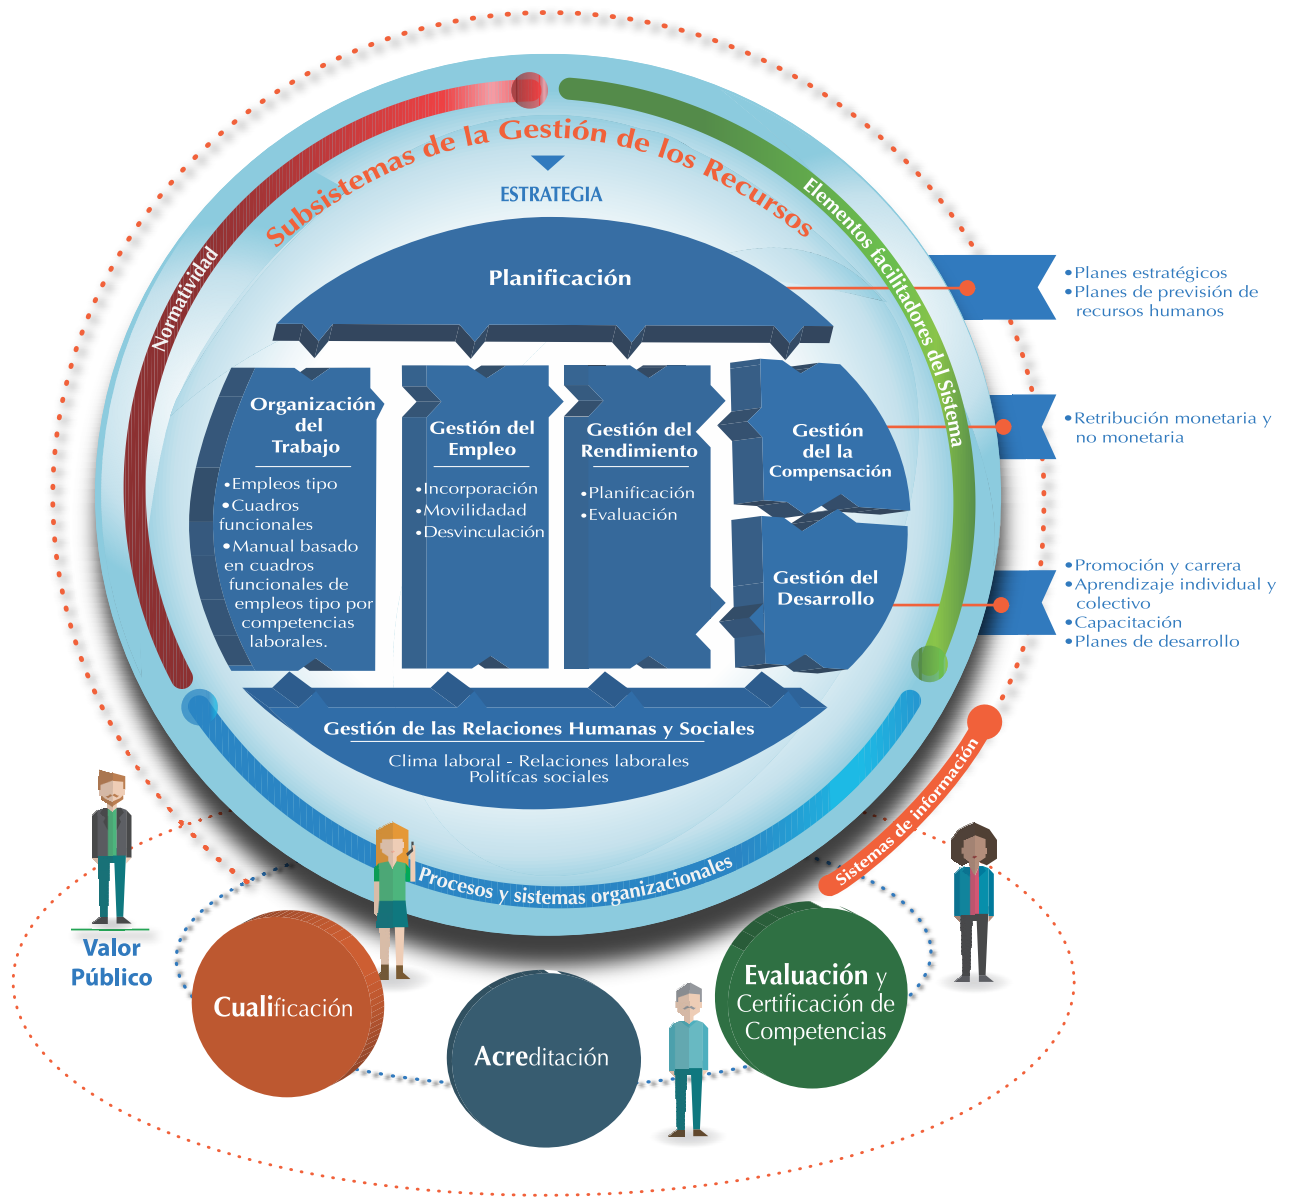 Subsistemas de la Gestión de los Recursos
ESTRATEGIA
Normatividad
Elementos facilitadores del Sistema
Planificación
•Planes estratégicos
•Planes de previsión de
recursos humanos
Organización
del
Trabajo
•Empleos tipo
•Cuadros
funcionales
•Manual basado
en cuadros
funcionales de
empleos tipo por
competencias
laborales.
Gestión del
Empleo
•Incorporación
•Movilidadad
•Desvinculación
Gestión del
Rendimiento
•Planificación
•Evaluación
Gestión
del la
Compensación
•Retribución monetaria y
no monetaria
Gestión del
Desarrollo
•Promoción y carrera
•Aprendizaje individual y
colectivo
•Capacitación
•Planes de desarrollo
Gestión de las Relaciones Humanas y Sociales
Clima laboral - Relaciones laborales
Politícas sociales
Procesos y sistemas organizacionales
Sistemas de información
Valor
Público
Cualificación
Acreditación
Evaluación y
Certificación de
Competencias